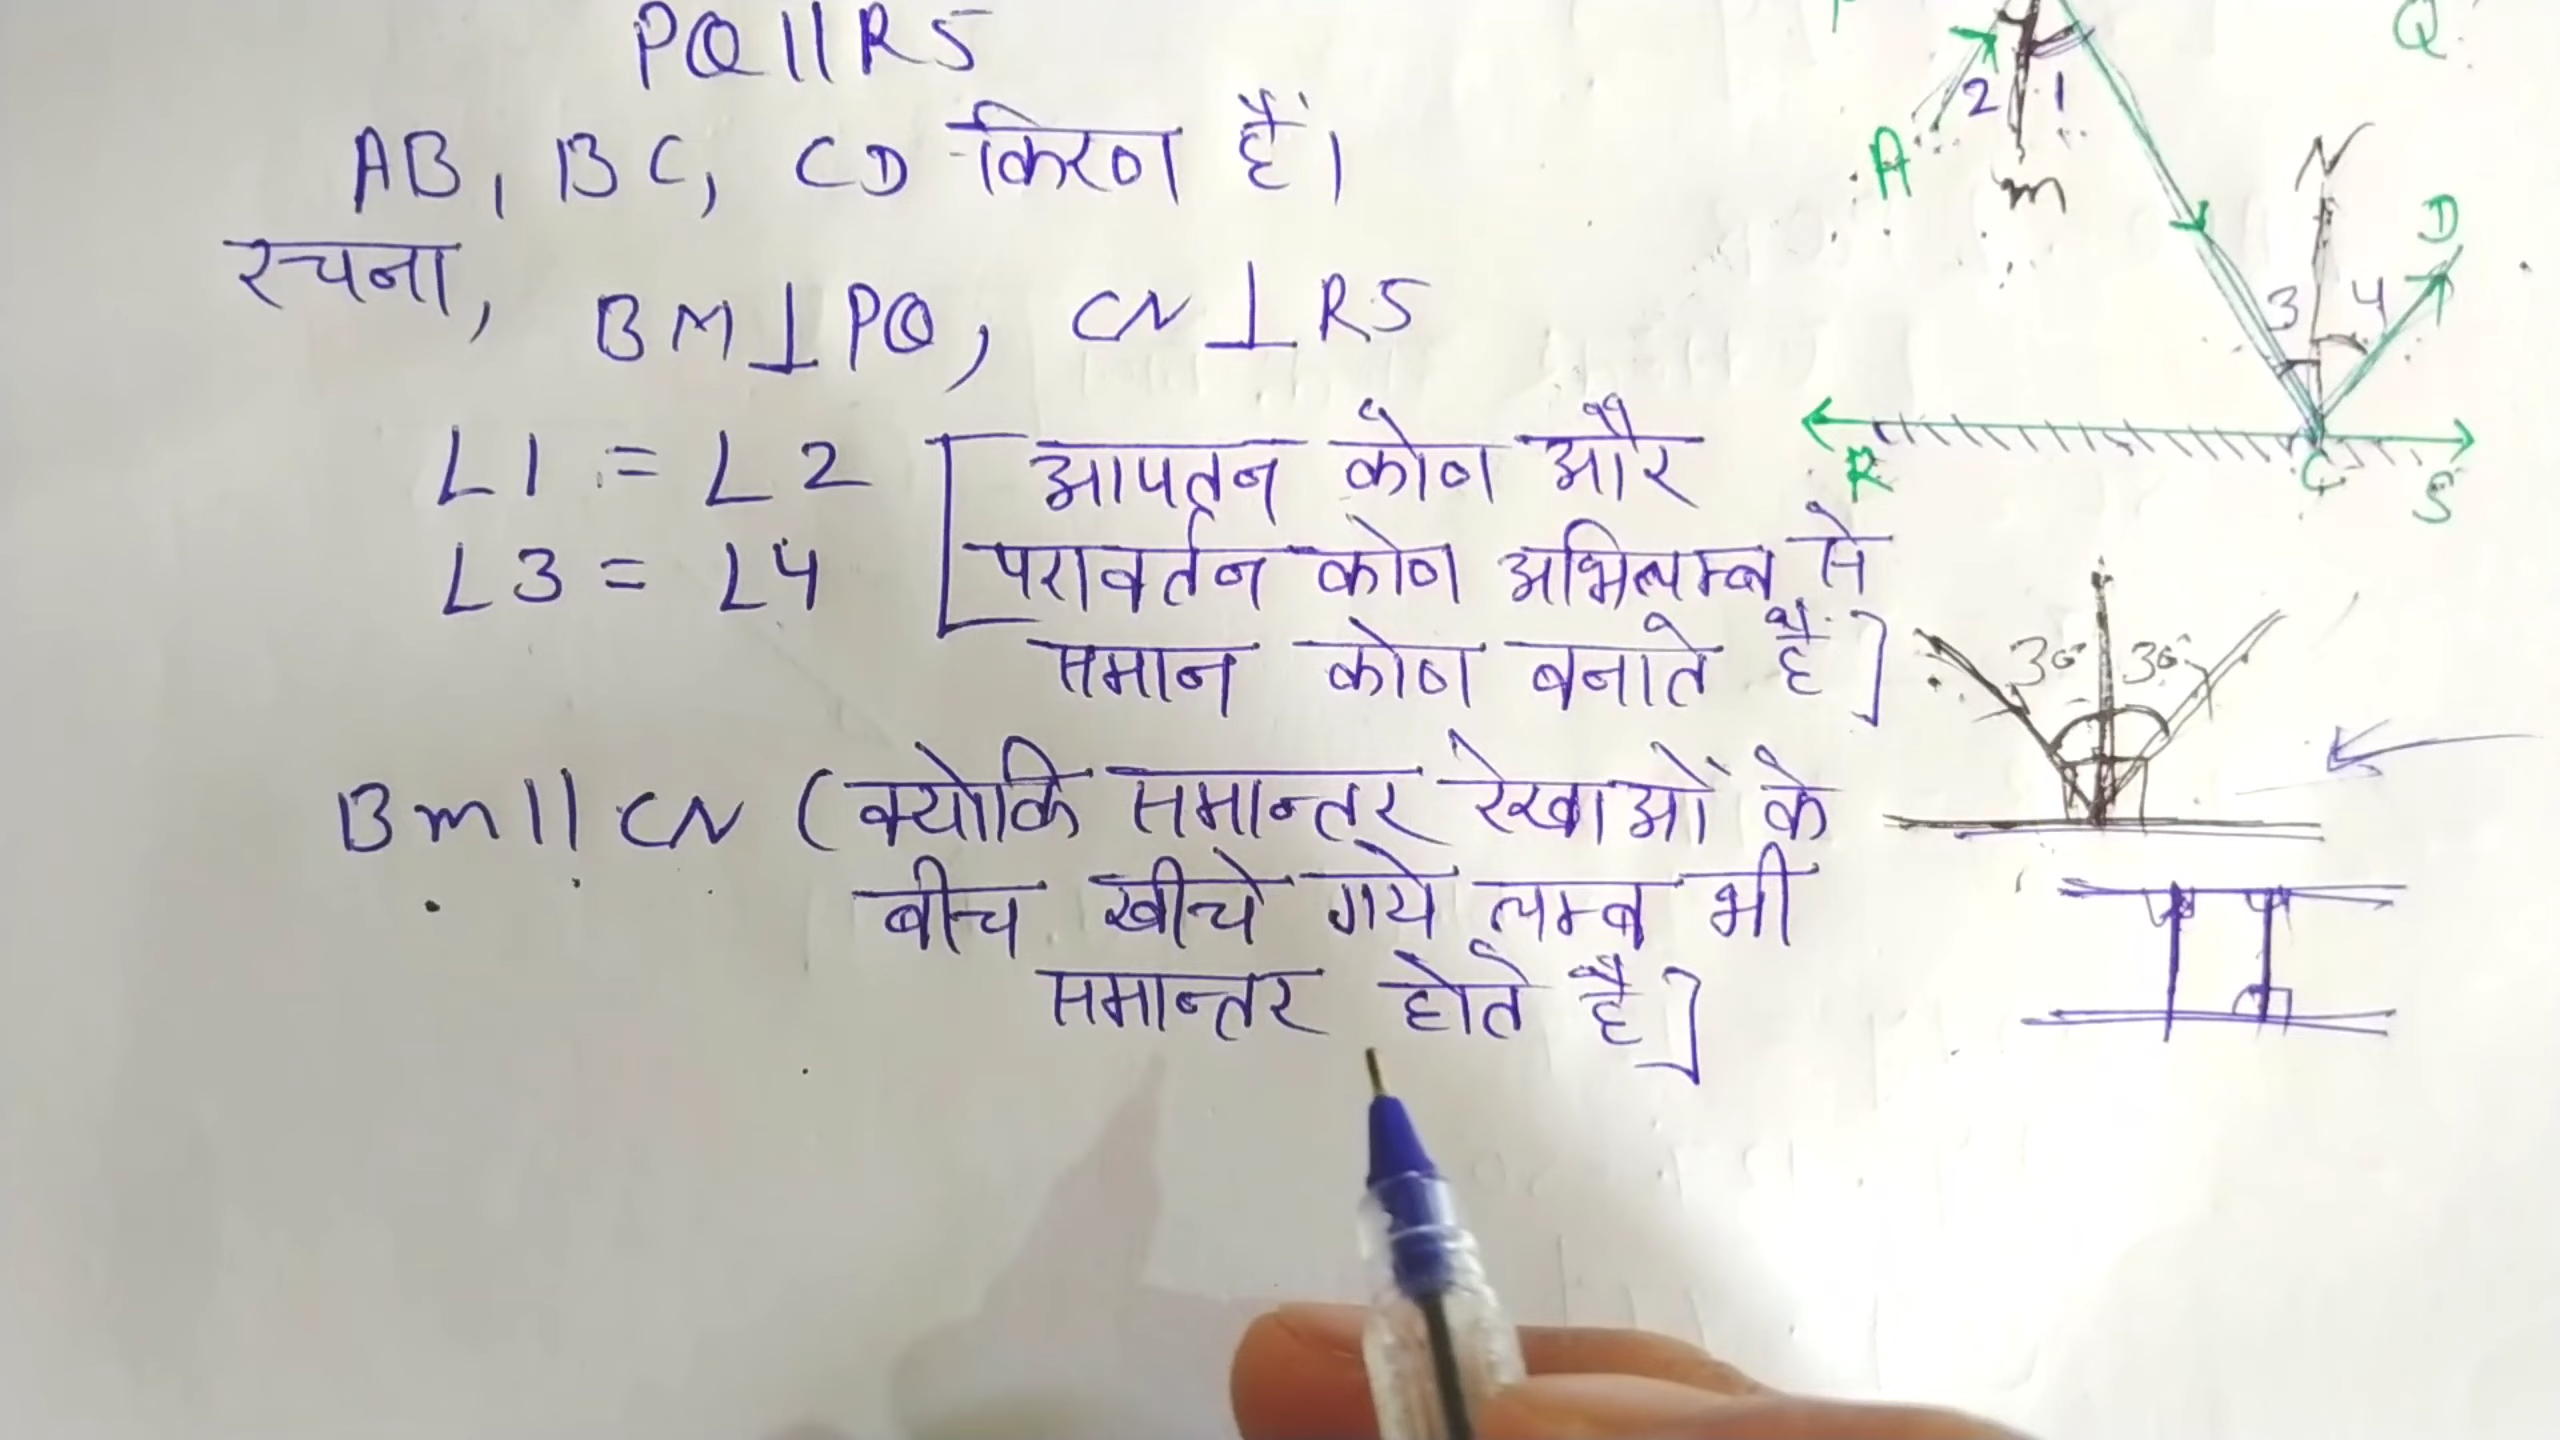 PQ || RS
AB, BC, CD किरण हैं।
रचना,
BM ⊥ PQ, CN ⊥ RS
∠1 = ∠2 [आपतन कोण और
∠3 = ∠4 परावर्तन कोण अभिलम्ब से
समान कोण बनाते है]
Bm || CN (क्योकि समान्तर रेखाओं के
बीच खीचे गये लम्ब भी
समान्तर होते है]
Q
2 1
A
m
N
D
3 4
R C S
30° 30°